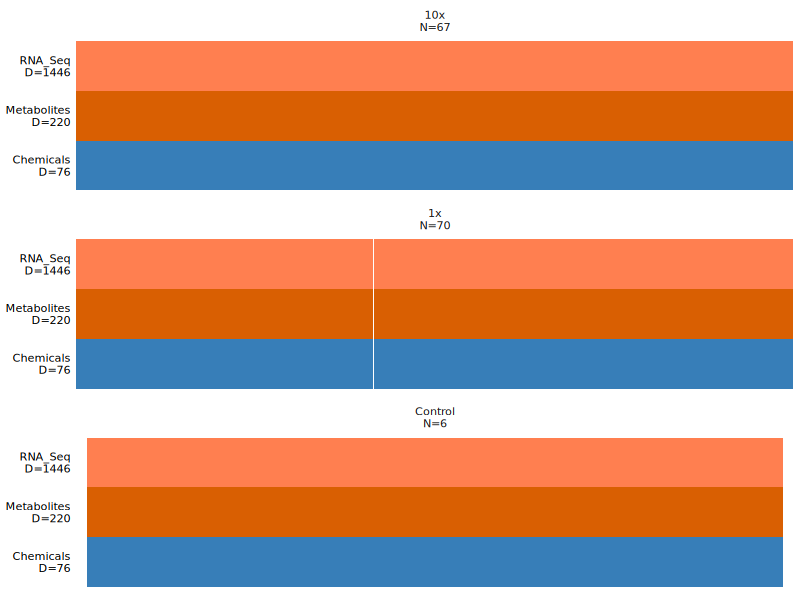 10x
N=67
RNA_Seq
D=1446
Metabolites
D=220
Chemicals
D=76
1x
N=70
RNA_Seq
D=1446
Metabolites
D=220
Chemicals
D=76
Control
N=6
RNA_Seq
D=1446
Metabolites
D=220
Chemicals
D=76